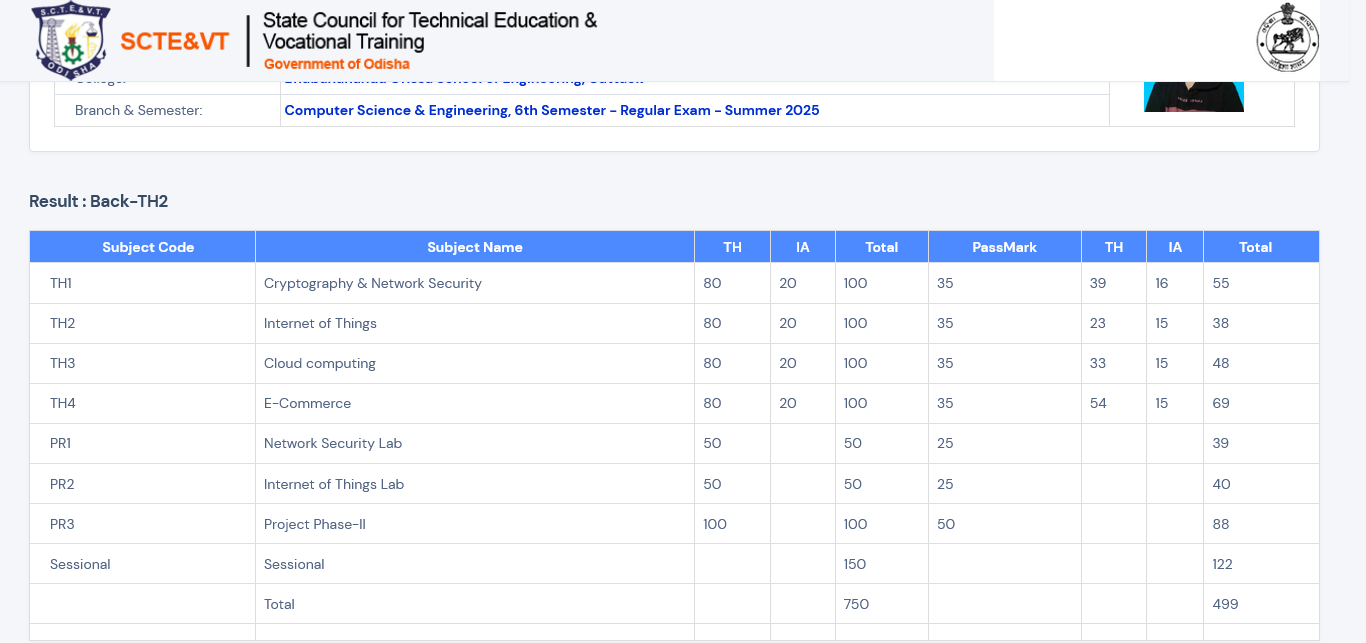 S.C.T.E.&V.T.
ODISHA
SCTE&VT
State Council for Technical Education &
Vocational Training
Government of Odisha
Branch & Semester: Computer Science & Engineering, 6th Semester - Regular Exam - Summer 2025
Result : Back-TH2
Subject Code Subject Name TH IA Total PassMark TH IA Total
TH1 Cryptography & Network Security 80 20 100 35 39 16 55
TH2 Internet of Things 80 20 100 35 23 15 38
TH3 Cloud computing 80 20 100 35 33 15 48
TH4 E-Commerce 80 20 100 35 54 15 69
PR1 Network Security Lab 50 50 25 39
PR2 Internet of Things Lab 50 50 25 40
PR3 Project Phase-II 100 100 50 88
Sessional Sessional 150 122
Total 750 499